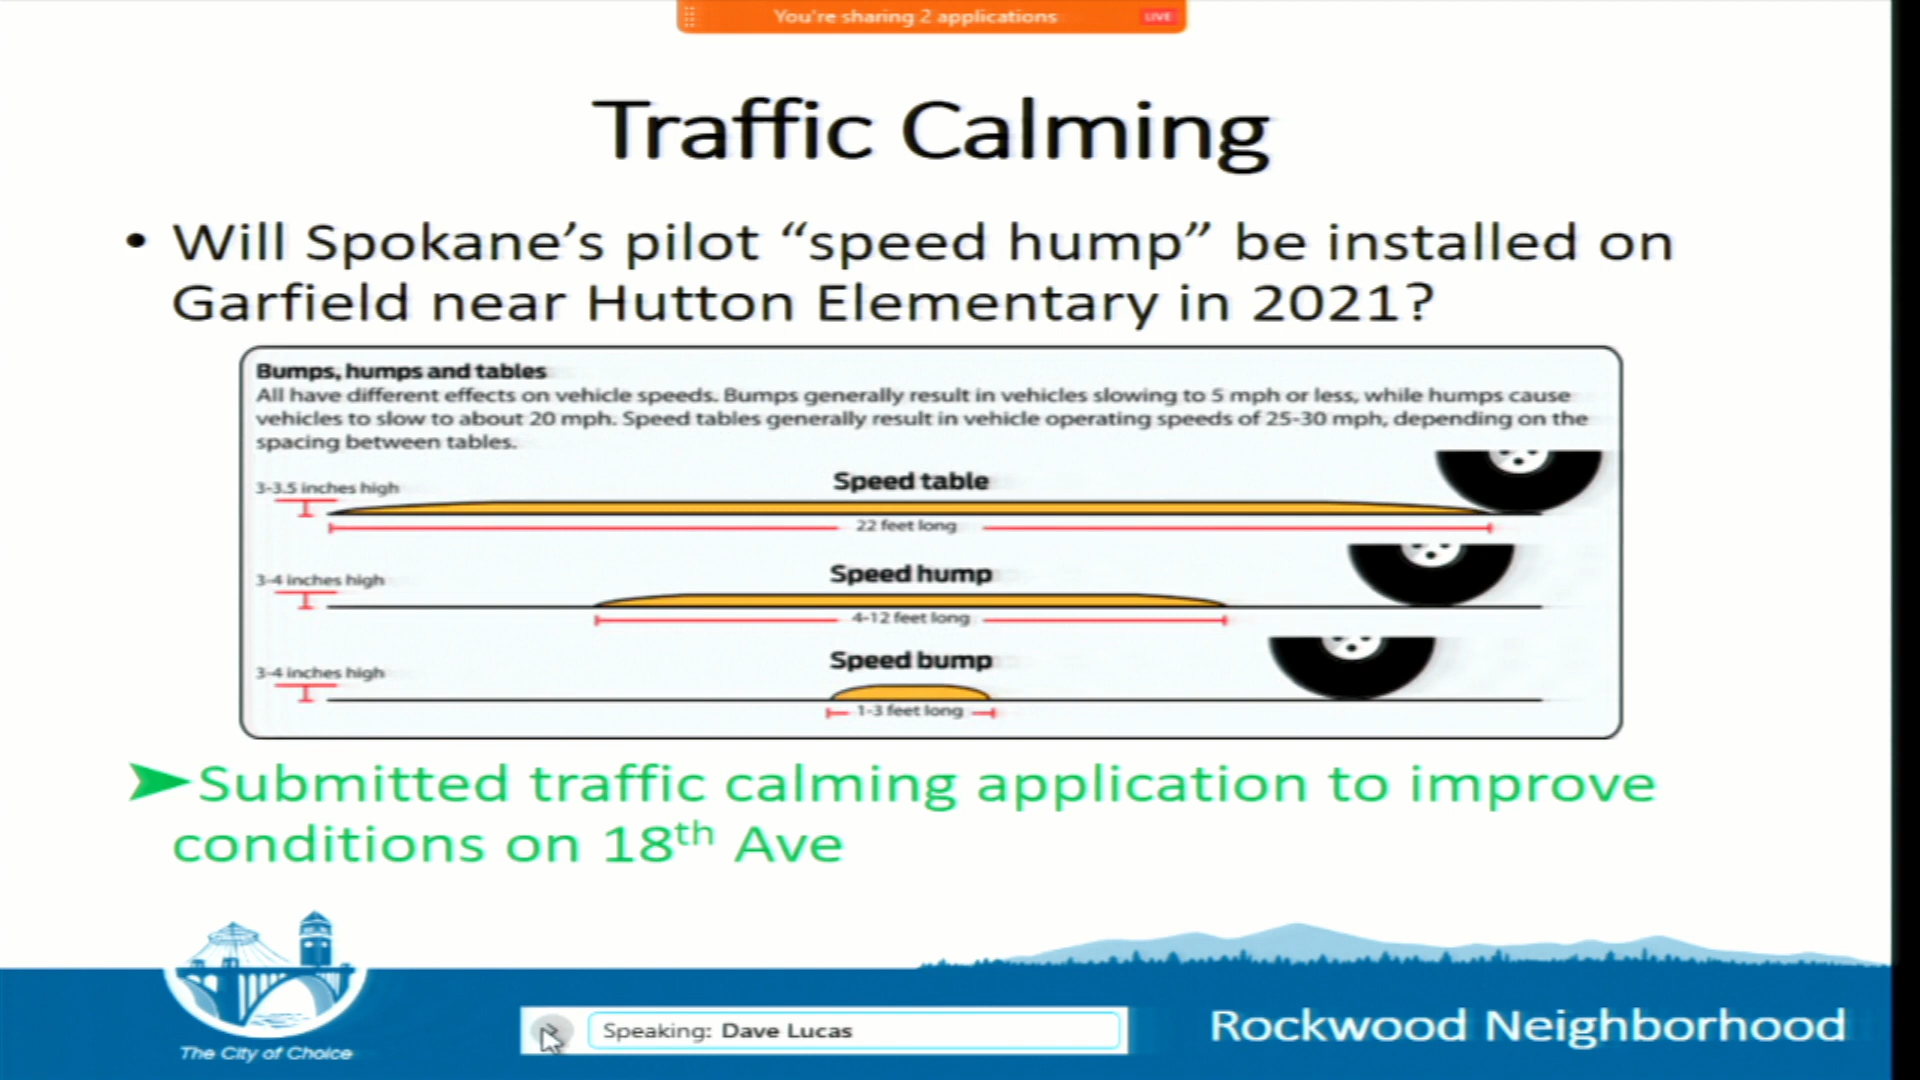 You're sharing 2 applications
LIVE
Traffic Calming
• Will Spokane’s pilot “speed hump” be installed on
Garfield near Hutton Elementary in 2021?
Bumps, humps and tables
All have different effects on vehicle speeds. Bumps generally result in vehicles slowing to 5 mph or less, while humps cause
vehicles to slow to about 20 mph. Speed tables generally result in vehicle operating speeds of 25-30 mph, depending on the
spacing between tables.
Speed table
3-3.5 inches high
22 feet long
Speed hump
3-4 inches high
4-12 feet long
Speed bump
3-4 inches high
1-3 feet long
➤Submitted traffic calming application to improve
conditions on 18th Ave
The City of Choice
Speaking: Dave Lucas
Rockwood Neighborhood